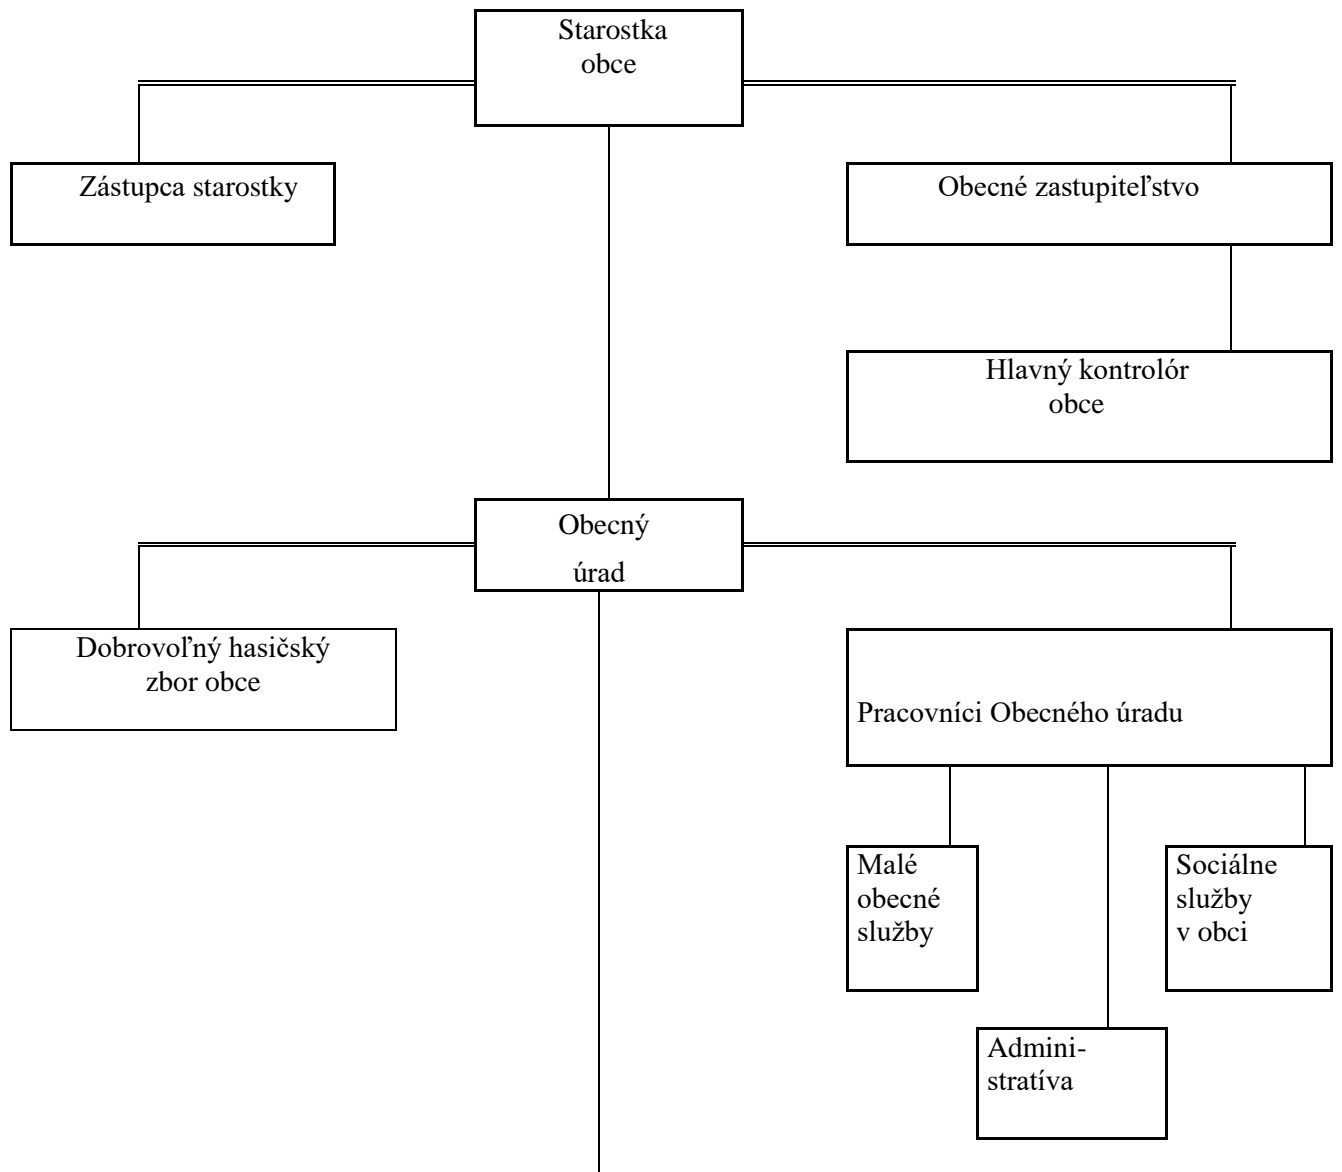 Starostka
obce
Zástupca starostky
Obecné zastupiteľstvo
Hlavný kontrolór
obce
Obecný
úrad
Dobrovoľný hasičský
zbor obce
Pracovníci Obecného úradu
Malé
obecné
služby
Sociálne
služby
v obci
Admini-
stratíva